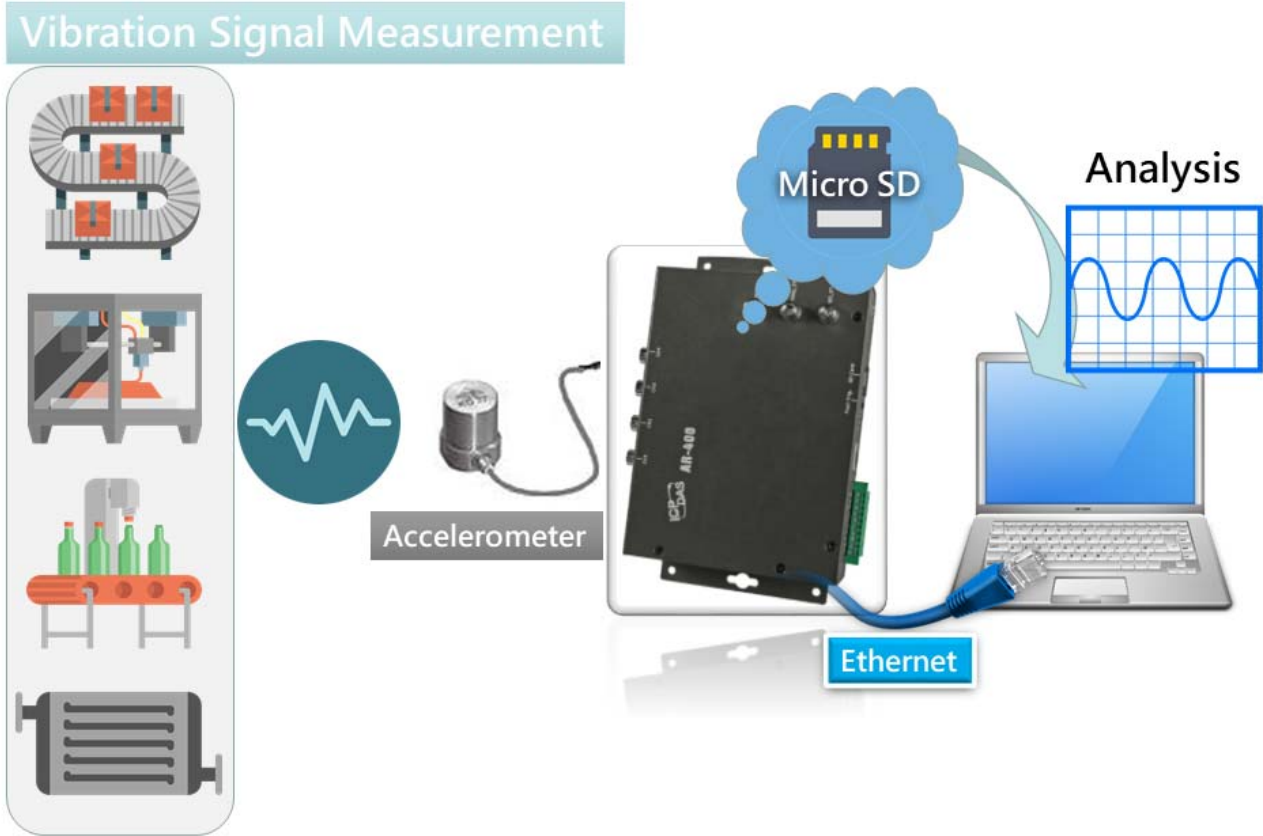 Vibration Signal Measurement
Micro SD
Analysis
ICP DAS
AR-400
Accelerometer
Ethernet